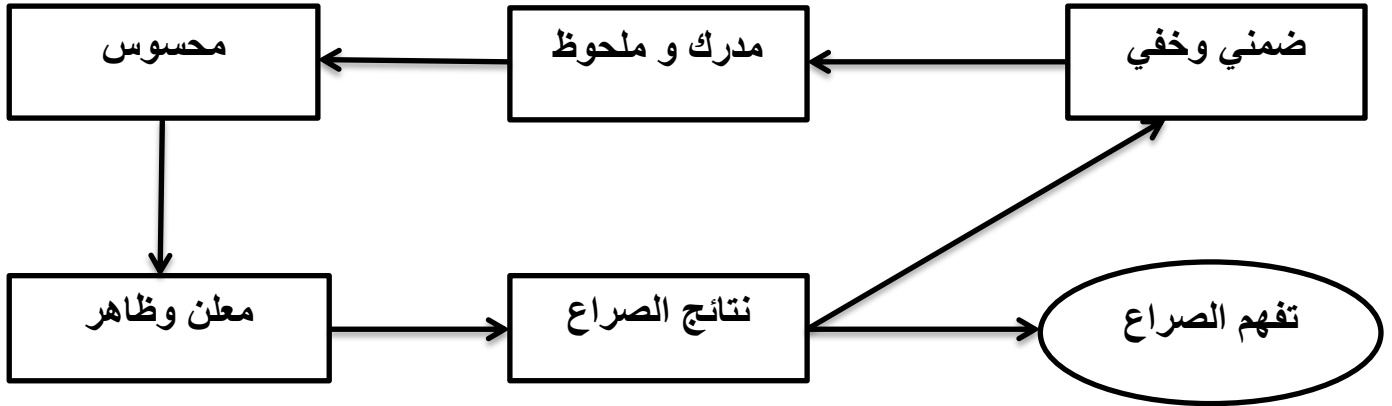 ضمني وخفي
مدرك و ملحوظ
محسوس
معلن وظاهر
نتائج الصراع
تفهم الصراع